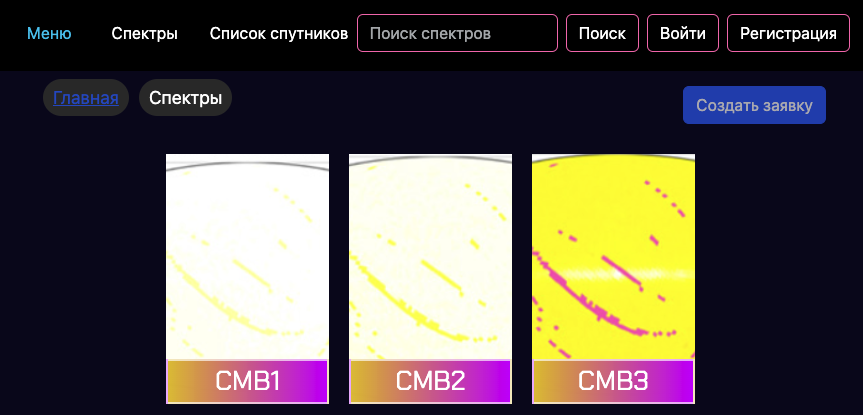 Меню Спектры Список спутников Поиск спектров Поиск Войти Регистрация
Главная Спектры Создать заявку
CMB1 CMB2 CMB3